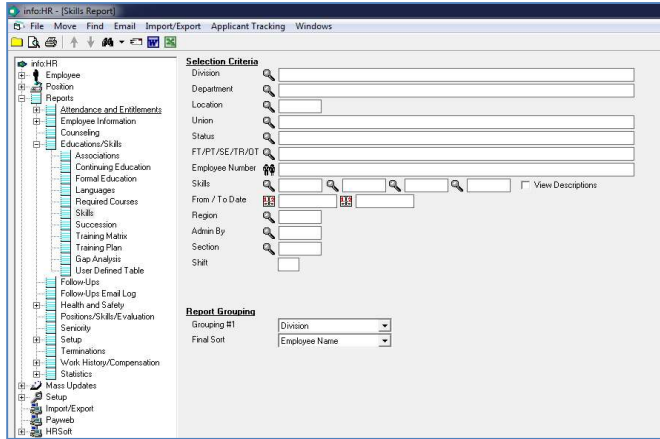 info:HR - [Skills Report]
File Move Find Email Import/Export Applicant Tracking Windows
info:HR
Employee
Position
Reports
Attendance and Entitlements
Employee Information
Counseling
Educations/Skills
Associations
Continuing Education
Formal Education
Languages
Required Courses
Skills
Succession
Training Matrix
Training Plan
Gap Analysis
User Defined Table
Follow-Ups
Follow-Ups Email Log
Health and Safety
Positions/Skills/Evaluation
Seniority
Setup
Terminations
Work History/Compensation
Statistics
Mass Updates
Setup
Import/Export
Payweb
HRSoft
Selection Criteria
Division
Department
Location
Union
Status
FT/PT/SE/TR/OT
Employee Number
Skills View Descriptions
From / To Date
Region
Admin By
Section
Shift
Report Grouping
Grouping #1 Division
Final Sort Employee Name